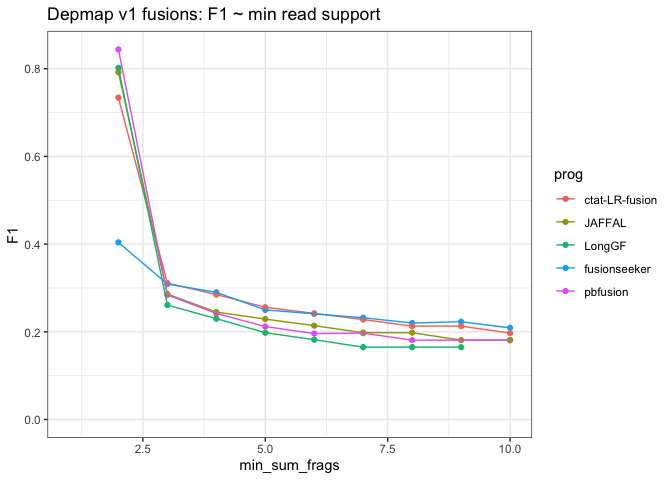 Depmap v1 fusions: F1 ~ min read support
F1
0.8
0.6
0.4
0.2
0.0
2.5
5.0
7.5
10.0
min_sum_frags
prog
ctat-LR-fusion
JAFFAL
LongGF
fusionseeker
pbfusion